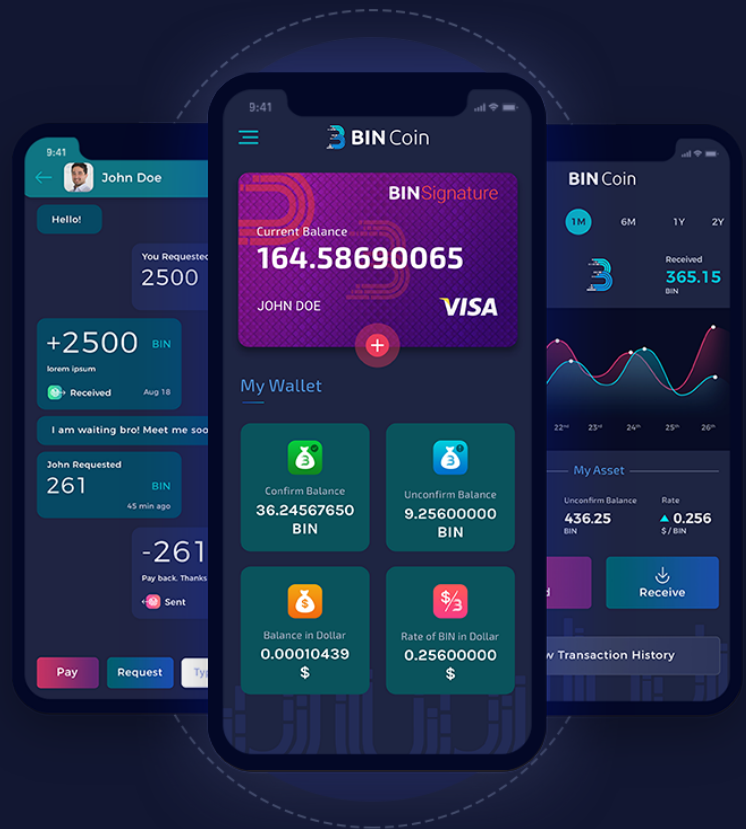 9:41
John Doe
Hello!
You Requested
2500
+2500 BIN
lorem ipsum
Received Aug 18
I am waiting bro! Meet me soo
John Requested
261 BIN
45 min ago
-261
Pay back. Thanks
Sent
Pay Request Typ
9:41
BIN Coin
BINSignature
Current Balance
164.58690065
JOHN DOE VISA
+
My Wallet
Confirm Balance
36.24567650
BIN
Unconfirm Balance
9.25600000
BIN
Balance in Dollar
0.00010439
$
Rate of BIN in Dollar
0.25600000
$
BIN Coin
1M 6M 1Y 2Y
Received
365.15
BIN
22nd 23rd 24th 25th 26th
My Asset
Unconfirm Balance
436.25
BIN
Rate
0.256
$ / BIN
d
Receive
w Transaction History